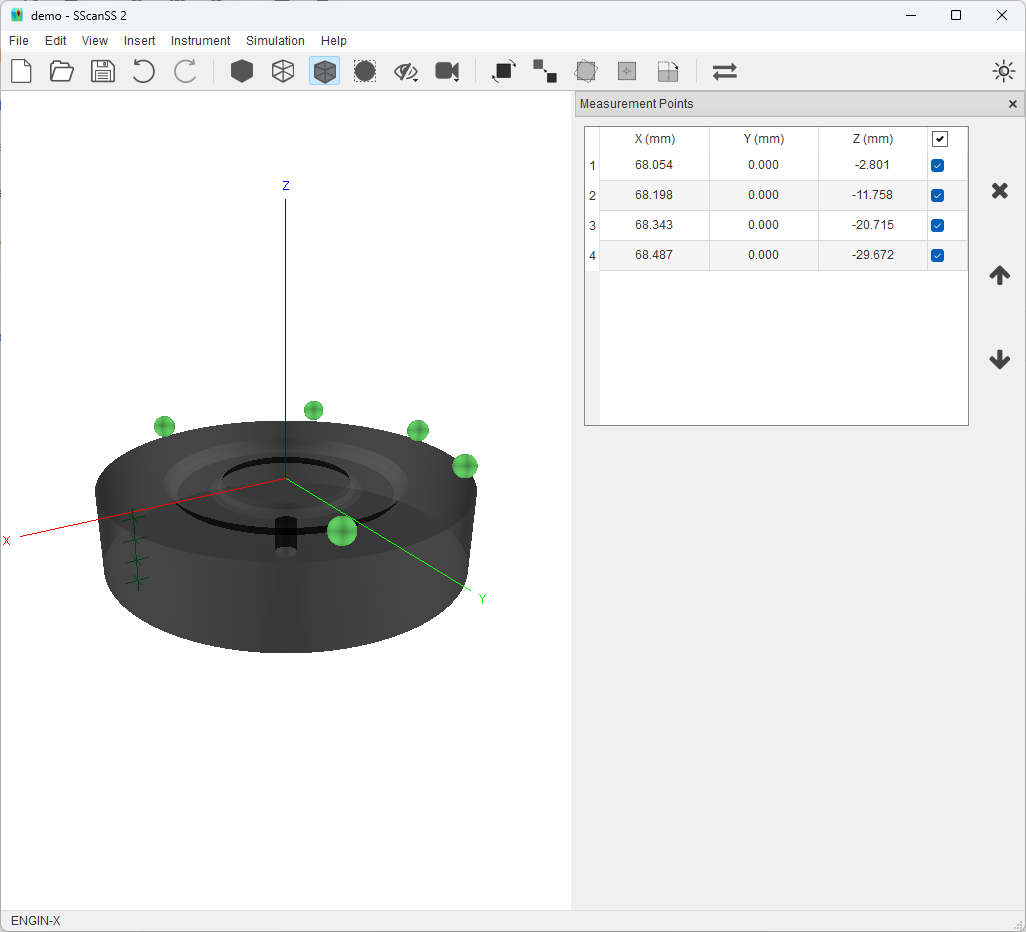 demo - SScanSS 2
File Edit View Insert Instrument Simulation Help
Measurement Points
X (mm) Y (mm) Z (mm)
1 68.054 0.000 -2.801
2 68.198 0.000 -11.758
3 68.343 0.000 -20.715
4 68.487 0.000 -29.672
Z
X
Y
ENGIN-X